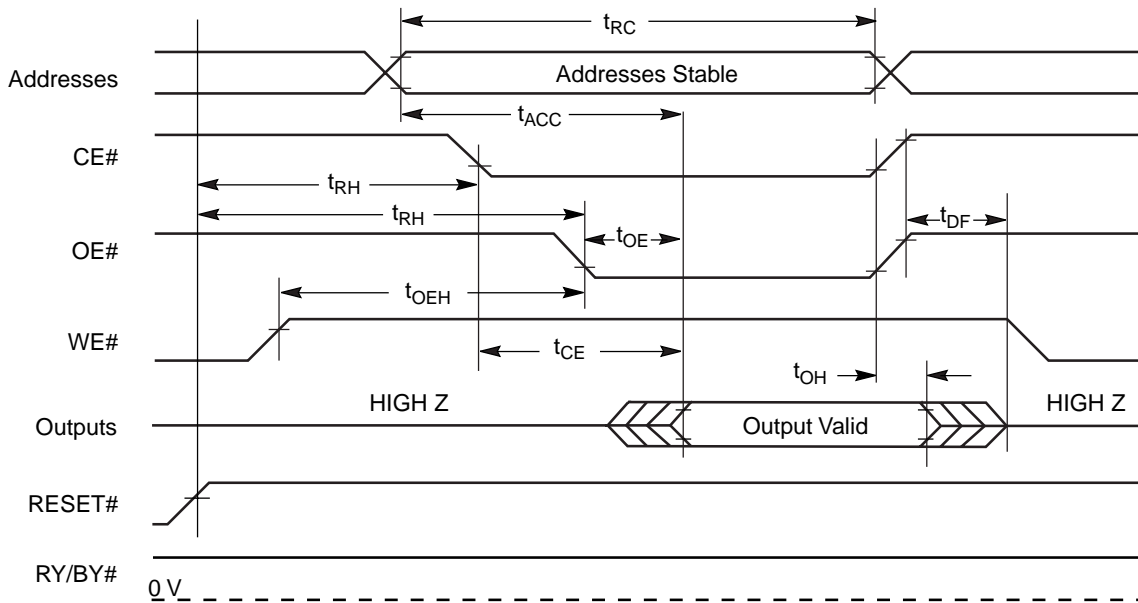 tRC
Addresses
Addresses Stable
tACC
CE#
tRH
tRH
tOE
tDF
OE#
tOEH
WE#
tCE
tOH
HIGH Z
HIGH Z
Outputs
Output Valid
RESET#
RY/BY#
0 V